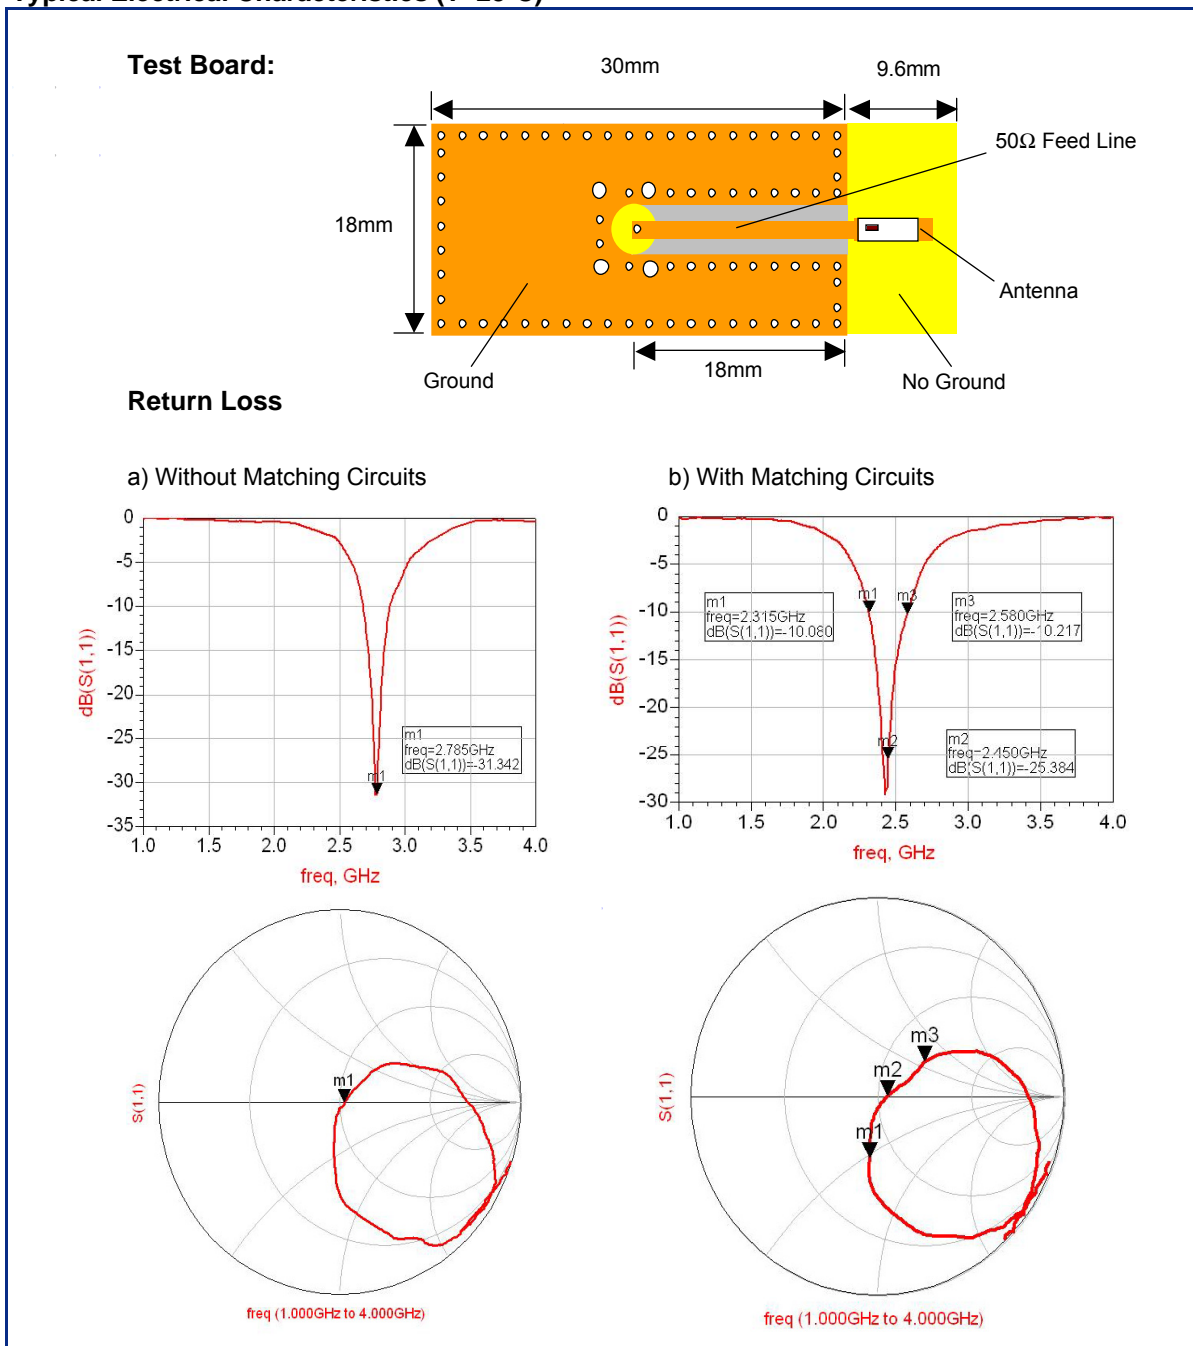 Test Board:
30mm
9.6mm
50Ω Feed Line
18mm
Antenna
18mm
Ground
No Ground
Return Loss
a) Without Matching Circuits
b) With Matching Circuits
0
-5
-10
-15
-20
-25
-30
-35
dB(S(1,1))
m1
freq=2.785GHz
dB(S(1,1))=-31.342
m1
1.0
1.5
2.0
2.5
3.0
3.5
4.0
freq, GHz
0
-5
-10
-15
-20
-25
-30
dB(S(1,1))
m1
freq=2.315GHz
dB(S(1,1))=-10.080
m1
m3
m3
freq=2.580GHz
dB(S(1,1))=-10.217
m2
m2
freq=2.450GHz
dB(S(1,1))=-25.384
1.0
2.0
2.5
3.0
4.0
freq, GHz
m1
S(1,1)
freq (1.000GHz to 4.000GHz)
m3
m2
m1
S(1,1)
freq (1.000GHz to 4.000GHz)